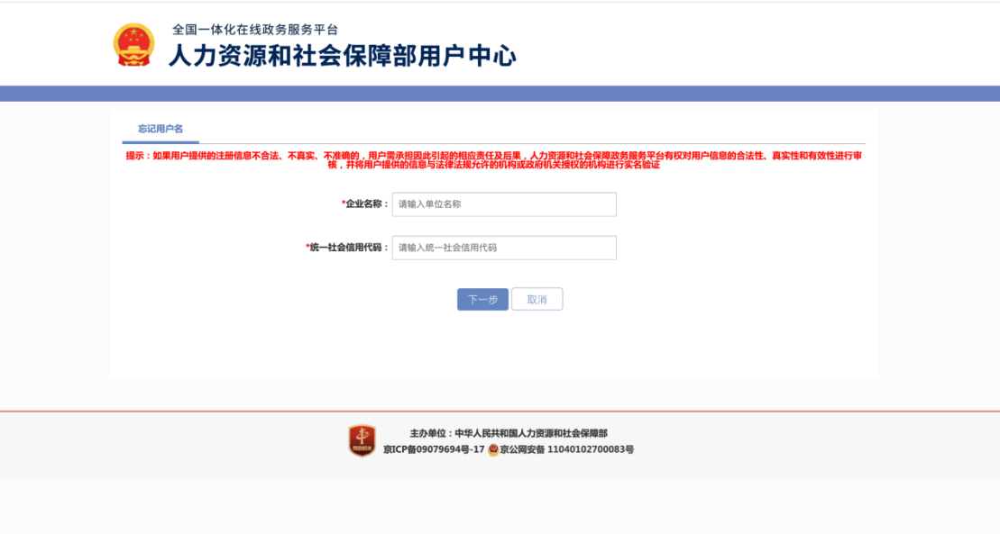 全国一体化在线政务服务平台
人力资源和社会保障部用户中心
忘记用户名
提示：如果用户提供的注册信息不合法、不真实、不准确的，用户需承担因此引起的相应责任及后果，人力资源和社会保障政务服务平台有权对用户信息的合法性、真实性和有效性进行审
核，并将用户提供的信息与法律法规允许的机构或政府机关授权的机构进行实名验证
*企业名称： 请输入单位名称
*统一社会信用代码： 请输入统一社会信用代码
下一步 取消
主办单位：中华人民共和国人力资源和社会保障部
党政机关 京ICP备09079694号-17 京公网安备 11040102700083号